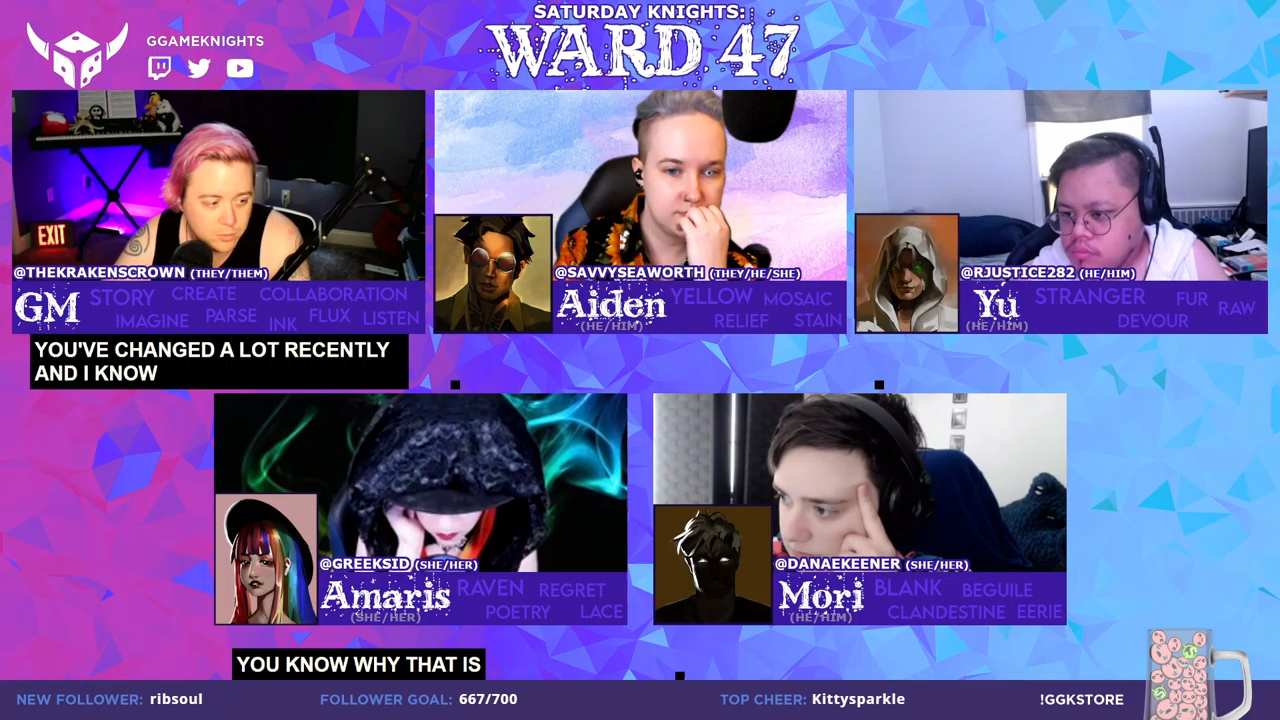 SATURDAY KNIGHTS:
WARD 47
GGAMEKNIGHTS
EXIT
@THEKRAKENSCROWN (THEY/THEM)
GM STORY CREATE COLLABORATION
IMAGINE PARSE INK FLUX LISTEN
@SAVVYSEAWORTH (THEY/HE/SHE)
Aiden YELLOW MOSAIC
(HE/HIM) RELIEF STAIN
@RJUSTICE282 (HE/HIM)
Yu STRANGER FUR RAW
(HE/HIM) DEVOUR
YOU'VE CHANGED A LOT RECENTLY
AND I KNOW
@GREEKSID (SHE/HER)
Amaris RAVEN REGRET
(SHE/HER) POETRY LACE
@DANAEKEENER (SHE/HER)
Mori BLANK BEGUILE
(HE/HIM) CLANDESTINE EERIE
YOU KNOW WHY THAT IS
NEW FOLLOWER: ribsoul FOLLOWER GOAL: 667/700 TOP CHEER: Kittysparkle !GGKSTORE